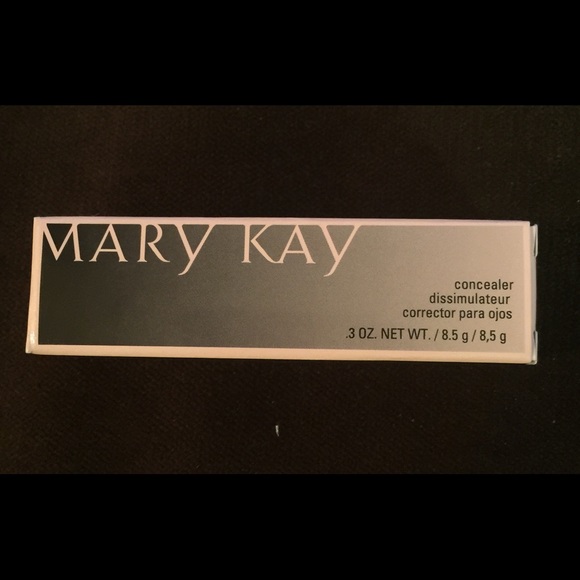 MARY KAY
concealer
dissimulateur
corrector para ojos
.3 OZ. NET WT. / 8.5 g / 8,5 g